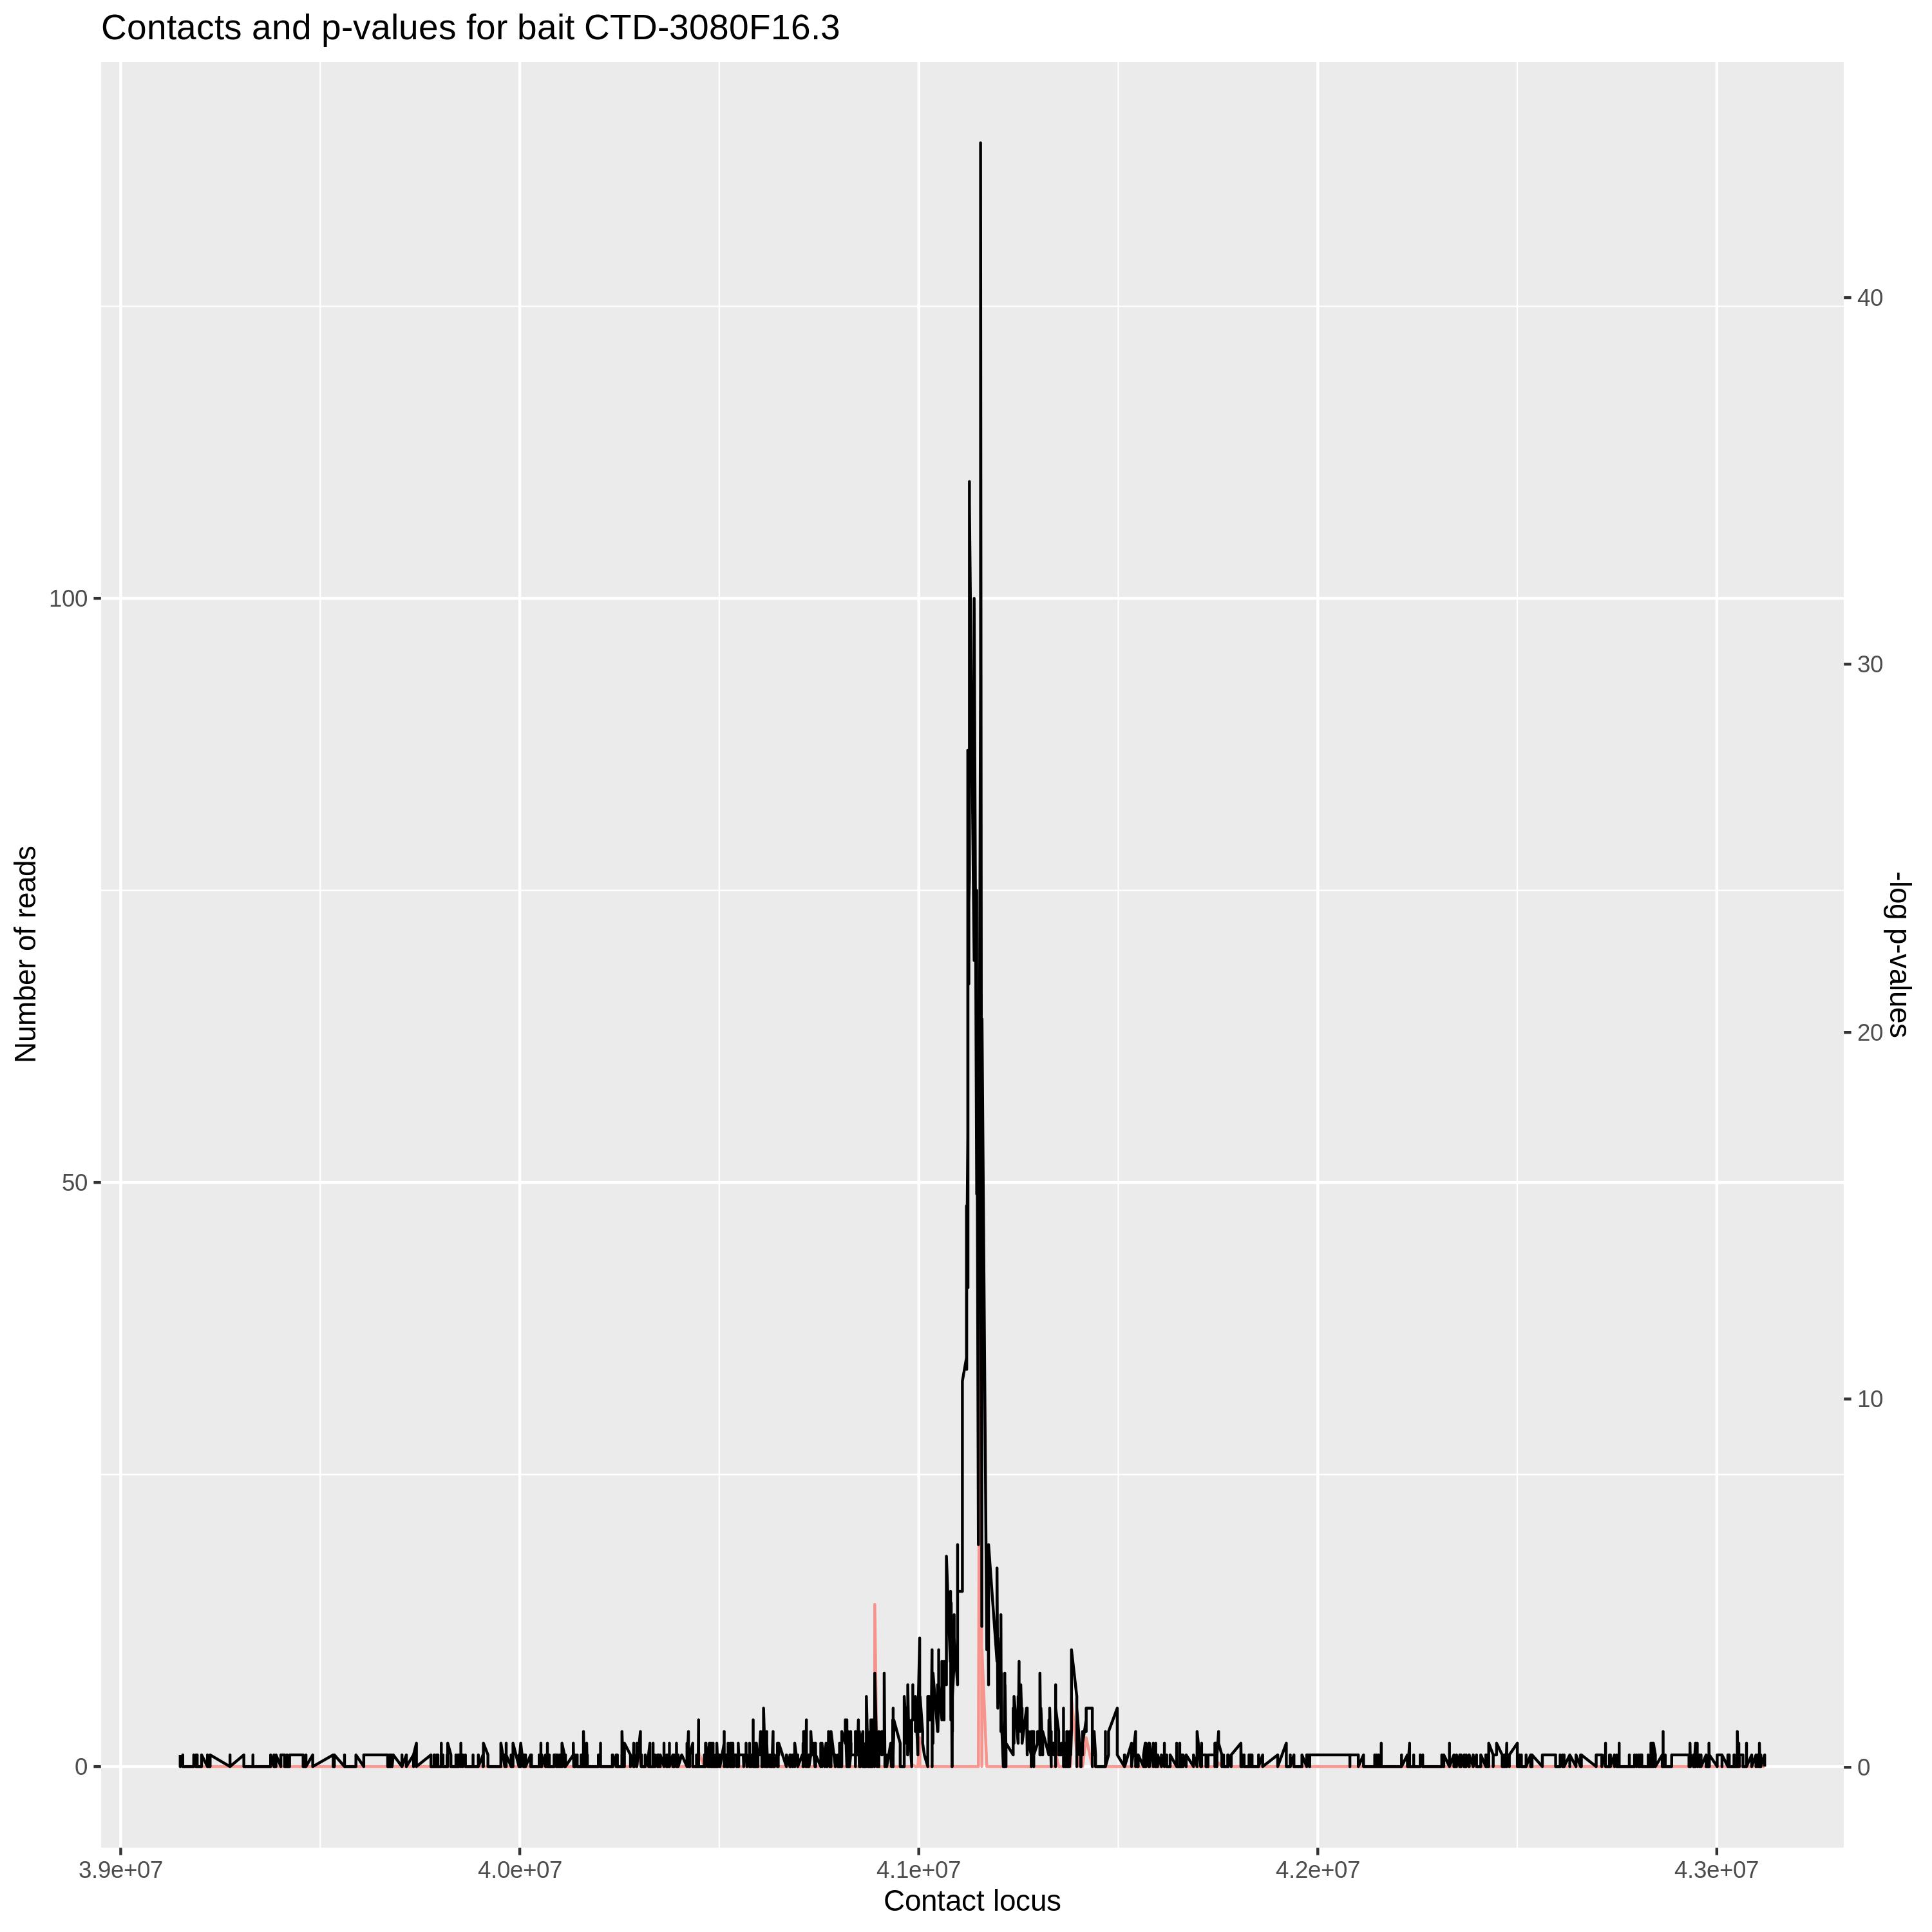 Contacts and p-values for bait CTD-3080F16.3
Number of reads
100
50
0
40
30
20
10
0
-log p-values
3.9e+07
4.0e+07
4.1e+07
4.2e+07
4.3e+07
Contact locus